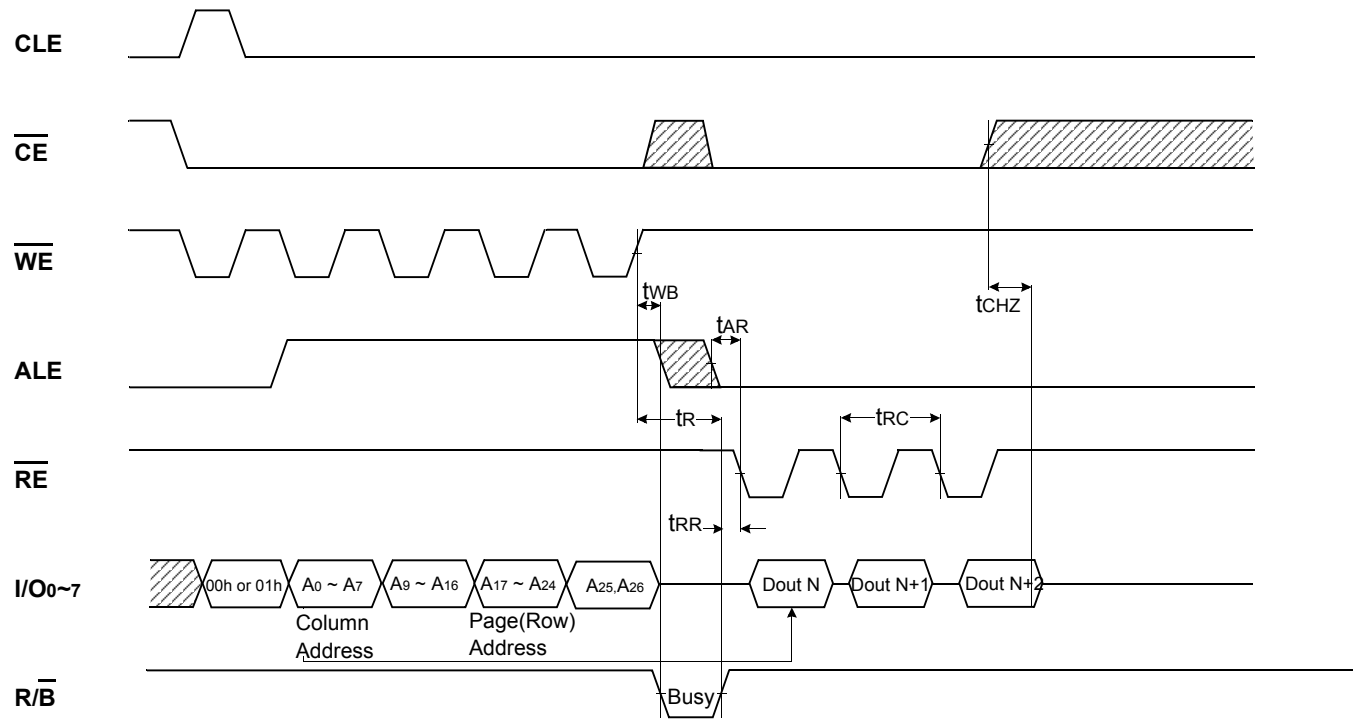 CLE
CE
WE
tWB
tCHZ
tAR
ALE
tR
tRC
RE
tRR
I/O0~7
00h or 01h
A0 ~ A7
A9 ~ A16
A17 ~ A24
A25,A26
Dout N
Dout N+1
Dout N+2
Column
Address
Page(Row)
Address
R/B
Busy